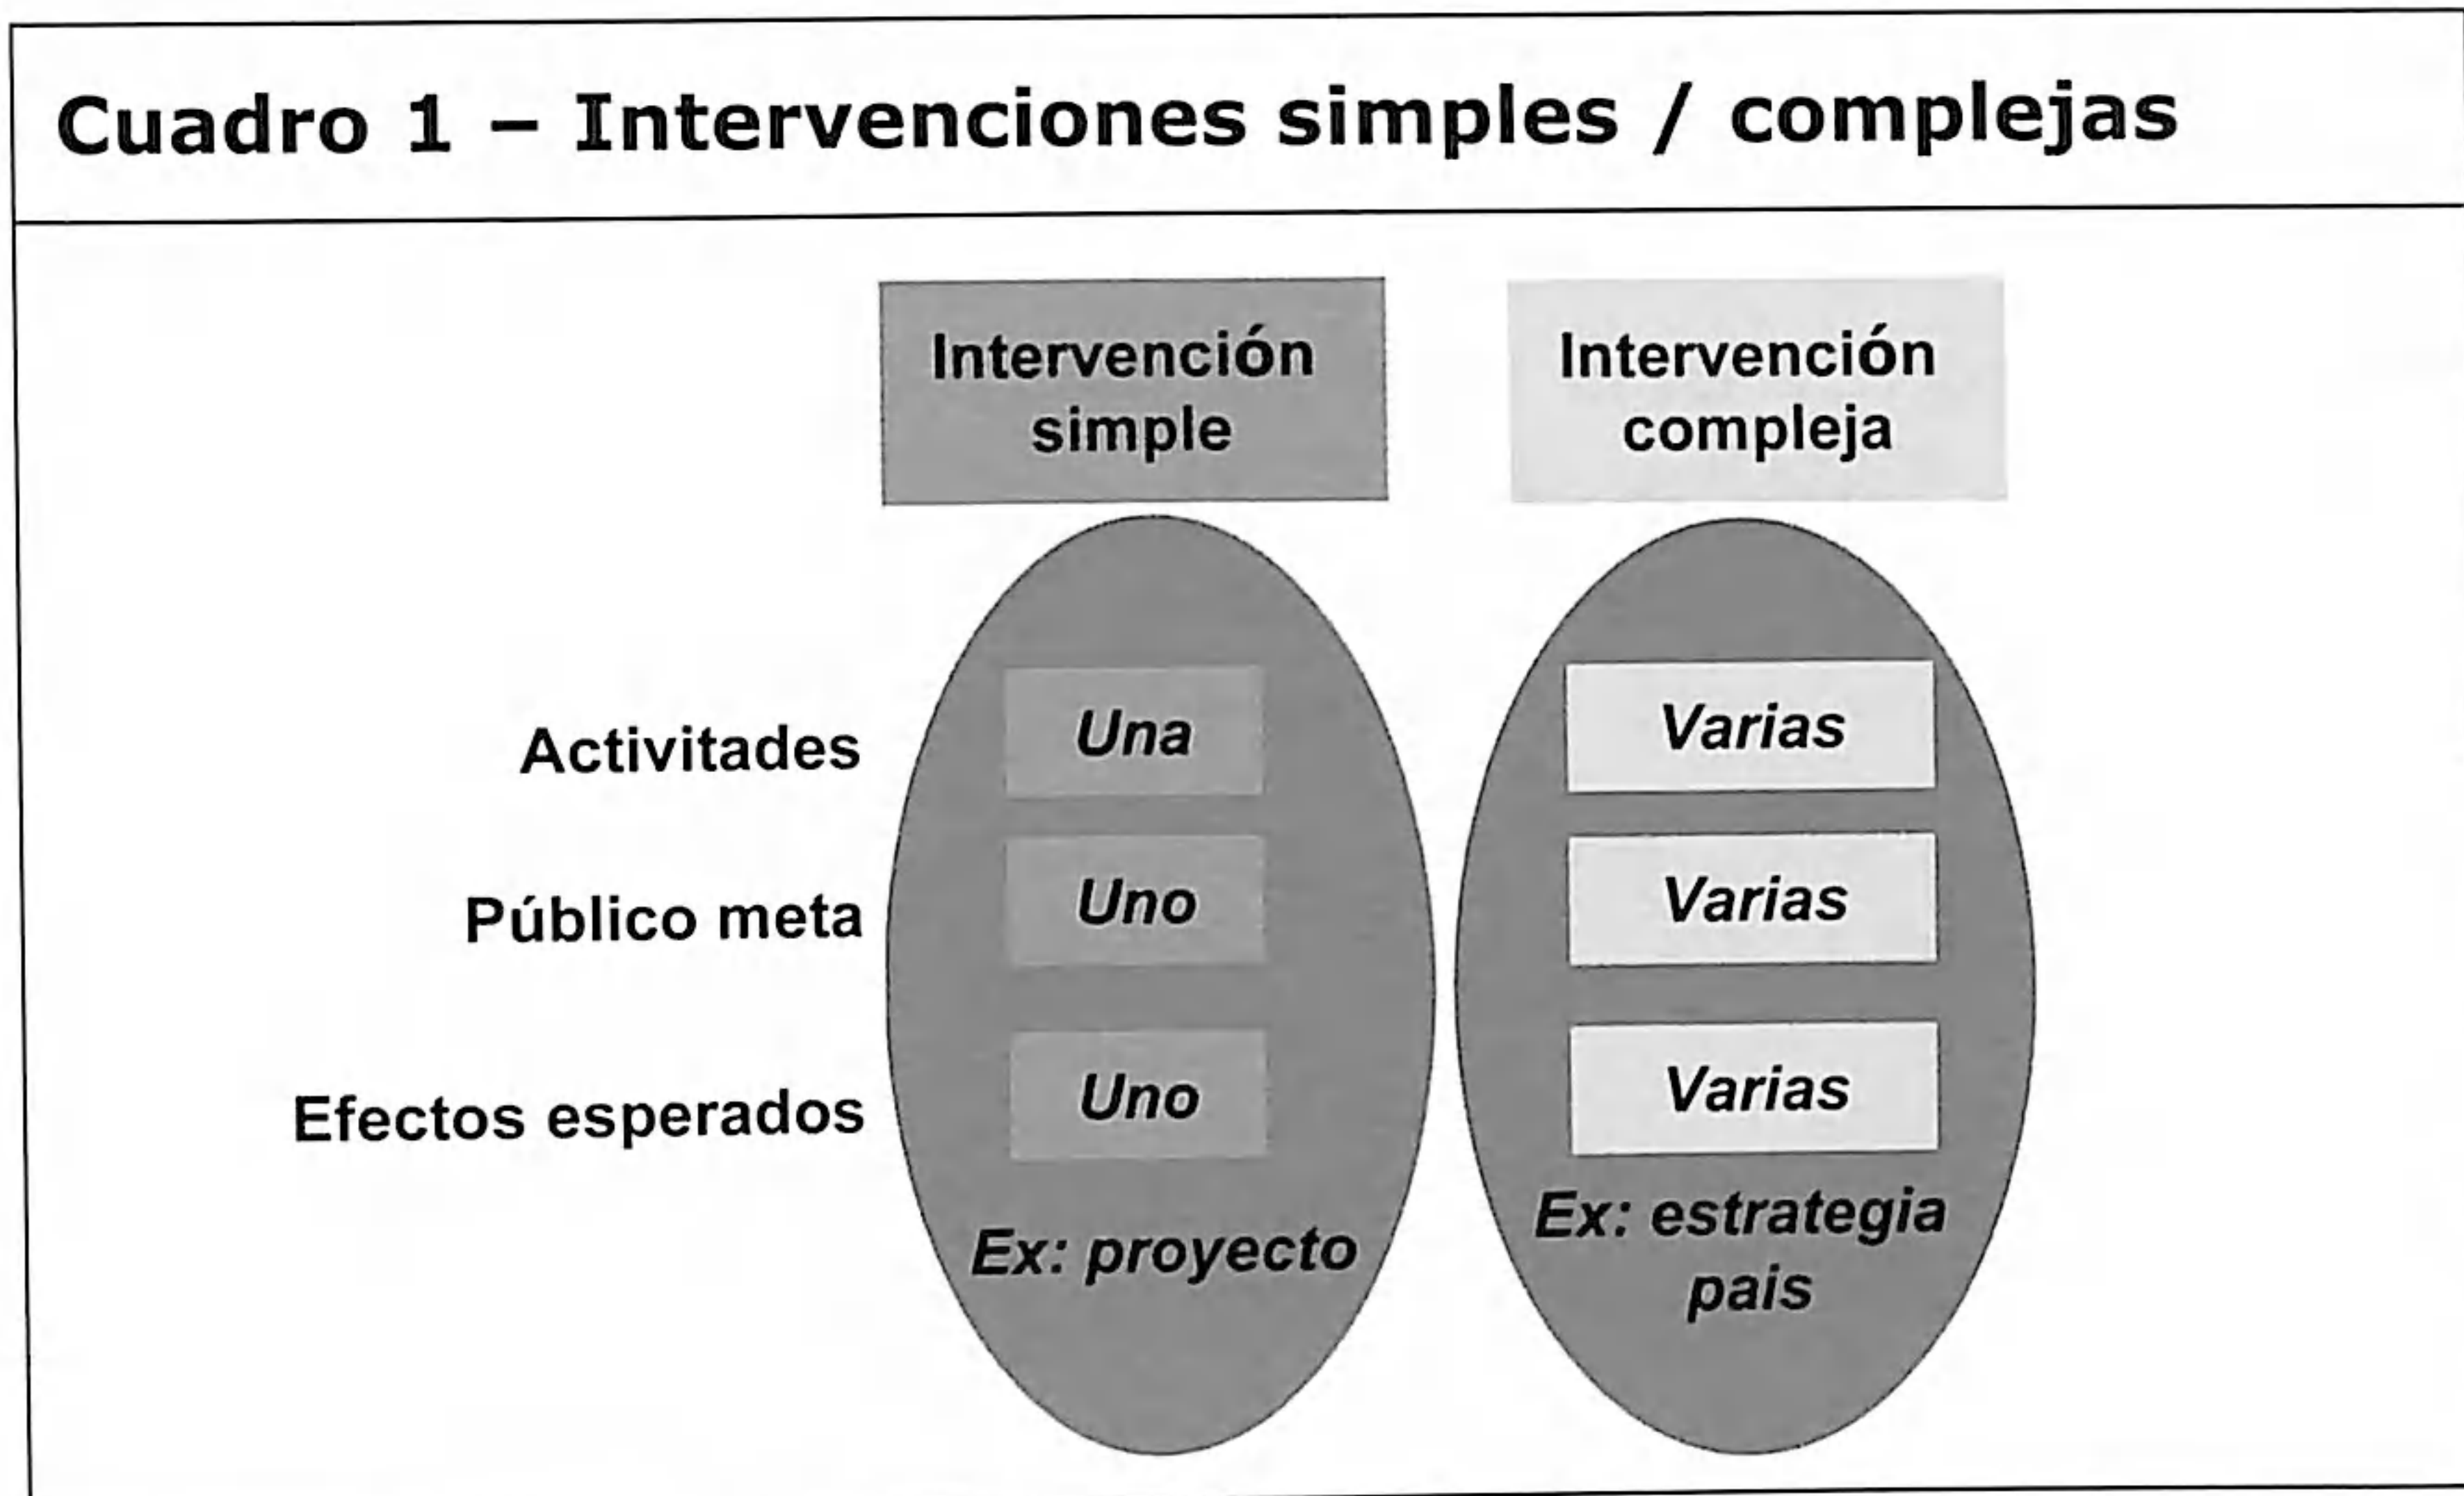 Cuadro 1 – Intervenciones simples / complejas
Intervención
simple
Intervención
compleja
Activitades
Una
Varias
Público meta
Uno
Varias
Efectos esperados
Uno
Varias
Ex: proyecto
Ex: estrategia
pais